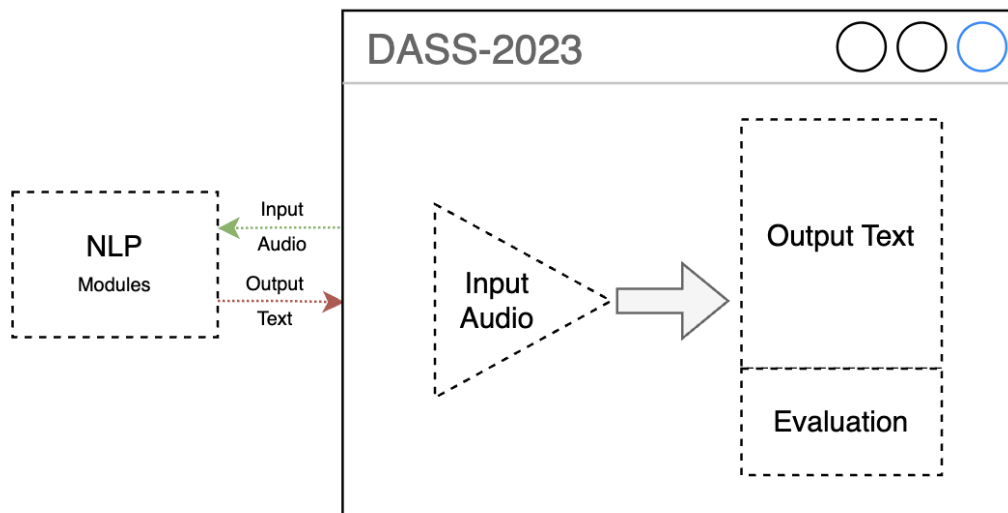 DASS-2023
NLP
Modules
Input
Audio
Output
Text
Input
Audio
Output Text
Evaluation